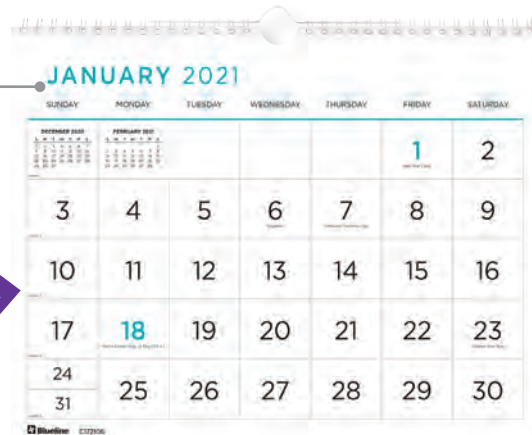 JANUARY 2021
SUNDAY MONDAY TUESDAY WEDNESDAY THURSDAY FRIDAY SATURDAY
DECEMBER 2020 FEBRUARY 2021
1 2
3 4 5 6 7 8 9
10 11 12 13 14 15 16
17 18 19 20 21 22 23
24
25 26 27 28 29 30
31
Blueline C172106